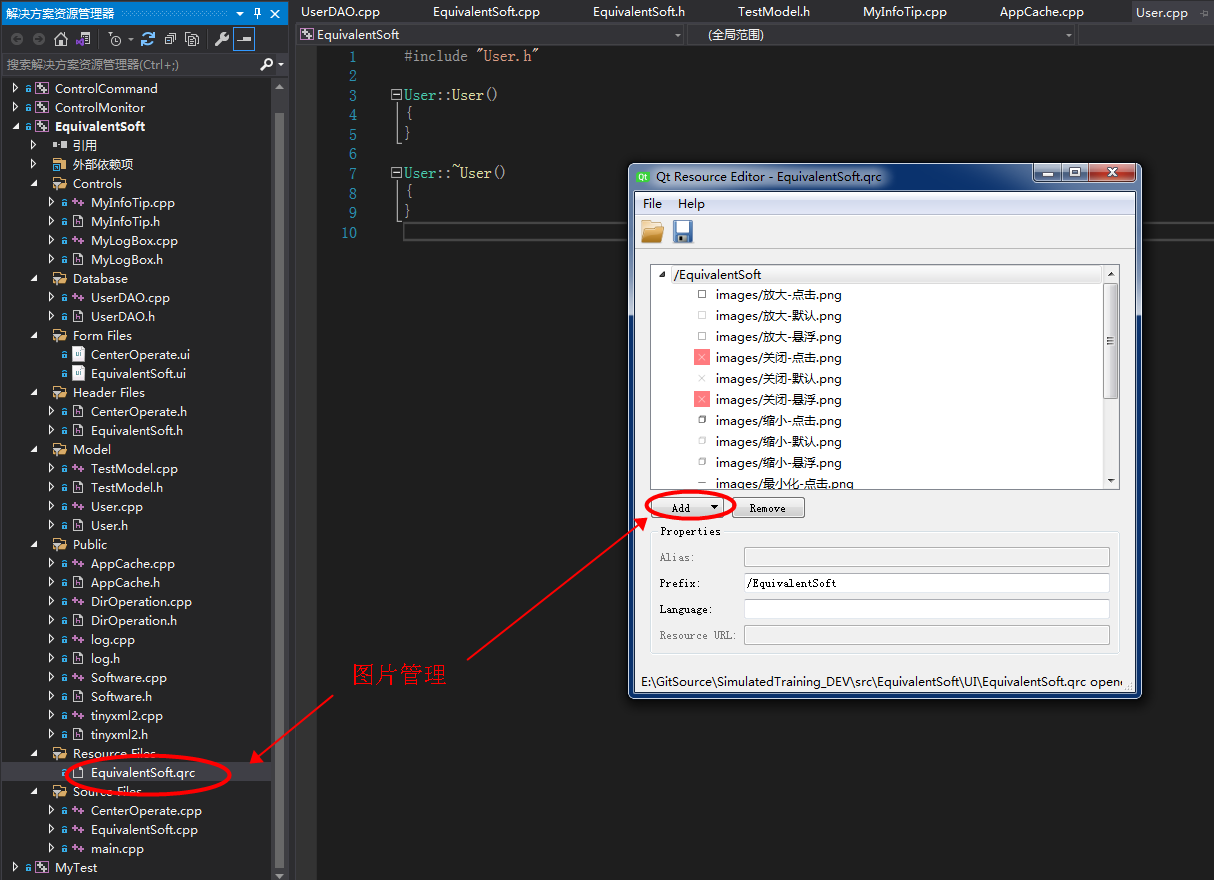 解决方案资源管理器
搜索解决方案资源管理器(Ctrl+;)
ControlCommand
ControlMonitor
EquivalentSoft
引用
外部依赖项
Controls
MyInfoTip.cpp
MyInfoTip.h
MyLogBox.cpp
MyLogBox.h
Database
UserDAO.cpp
UserDAO.h
Form Files
CenterOperate.ui
EquivalentSoft.ui
Header Files
CenterOperate.h
EquivalentSoft.h
Model
TestModel.cpp
TestModel.h
User.cpp
User.h
Public
AppCache.cpp
AppCache.h
DirOperation.cpp
DirOperation.h
log.cpp
log.h
Software.cpp
Software.h
tinyxml2.cpp
tinyxml2.h
Resource Files
EquivalentSoft.qrc
Source Files
CenterOperate.cpp
EquivalentSoft.cpp
main.cpp
MyTest
UserDAO.cpp EquivalentSoft.cpp EquivalentSoft.h TestModel.h MyInfoTip.cpp AppCache.cpp User.cpp
EquivalentSoft (全局范围)
1 #include "User.h"
2
3 User::User()
4 {
5 }
6
7 User::~User()
8 {
9 }
10
图片管理
Qt Qt Resource Editor - EquivalentSoft.qrc
File Help
/EquivalentSoft
images/放大-点击.png
images/放大-默认.png
images/放大-悬浮.png
images/关闭-点击.png
images/关闭-默认.png
images/关闭-悬浮.png
images/缩小-点击.png
images/缩小-默认.png
images/缩小-悬浮.png
images/最小化-点击.png
Add Remove
Properties
Alias:
Prefix: /EquivalentSoft
Language:
Resource URL:
E:\GitSource\SimulatedTraining_DEV\src\EquivalentSoft\UI\EquivalentSoft.qrc open